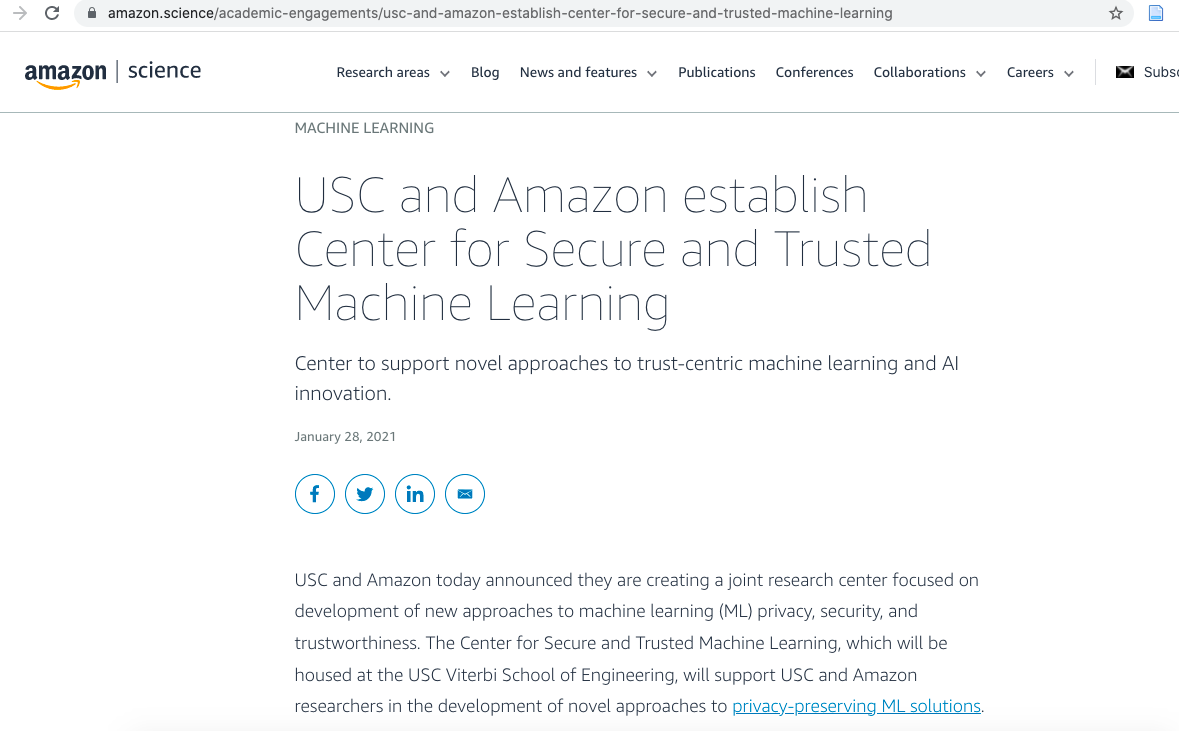 amazon.science/academic-engagements/usc-and-amazon-establish-center-for-secure-and-trusted-machine-learning
amazon | science Research areas Blog News and features Publications Conferences Collaborations Careers
MACHINE LEARNING
USC and Amazon establish
Center for Secure and Trusted
Machine Learning
Center to support novel approaches to trust-centric machine learning and AI
innovation.
January 28, 2021
USC and Amazon today announced they are creating a joint research center focused on
development of new approaches to machine learning (ML) privacy, security, and
trustworthiness. The Center for Secure and Trusted Machine Learning, which will be
housed at the USC Viterbi School of Engineering, will support USC and Amazon
researchers in the development of novel approaches to privacy-preserving ML solutions.